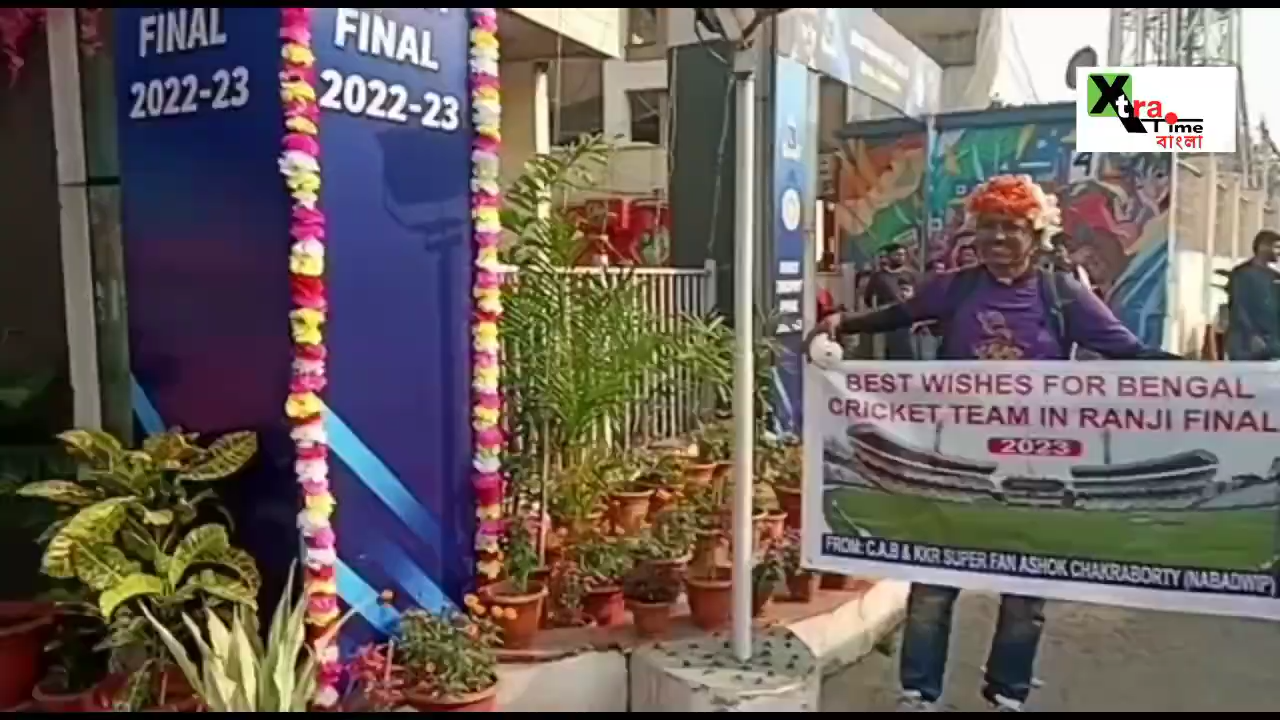 FINAL
2022-23
FINAL
2022-23
Xtra
Time
বাংলা
BEST WISHES FOR BENGAL
CRICKET TEAM IN RANJI FINAL
2023
FROM: C.A.B & KKR SUPER FAN ASHOK CHAKRABORTY (NABADWIP)